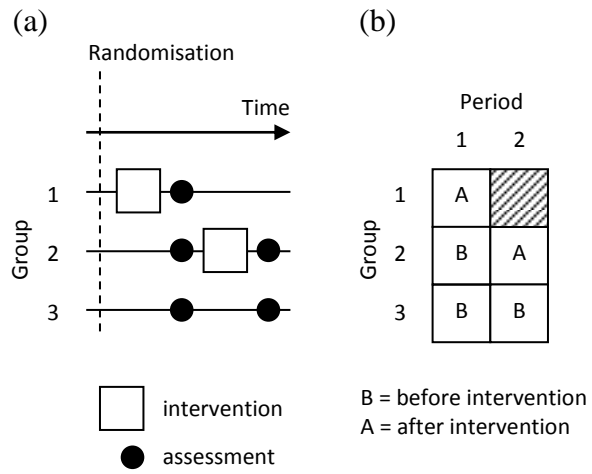 (a)
Randomisation
Time
Group
1
2
3
intervention
assessment
(b)
Period
1 2
Group
1 A
2 B A
3 B B
B = before intervention
A = after intervention